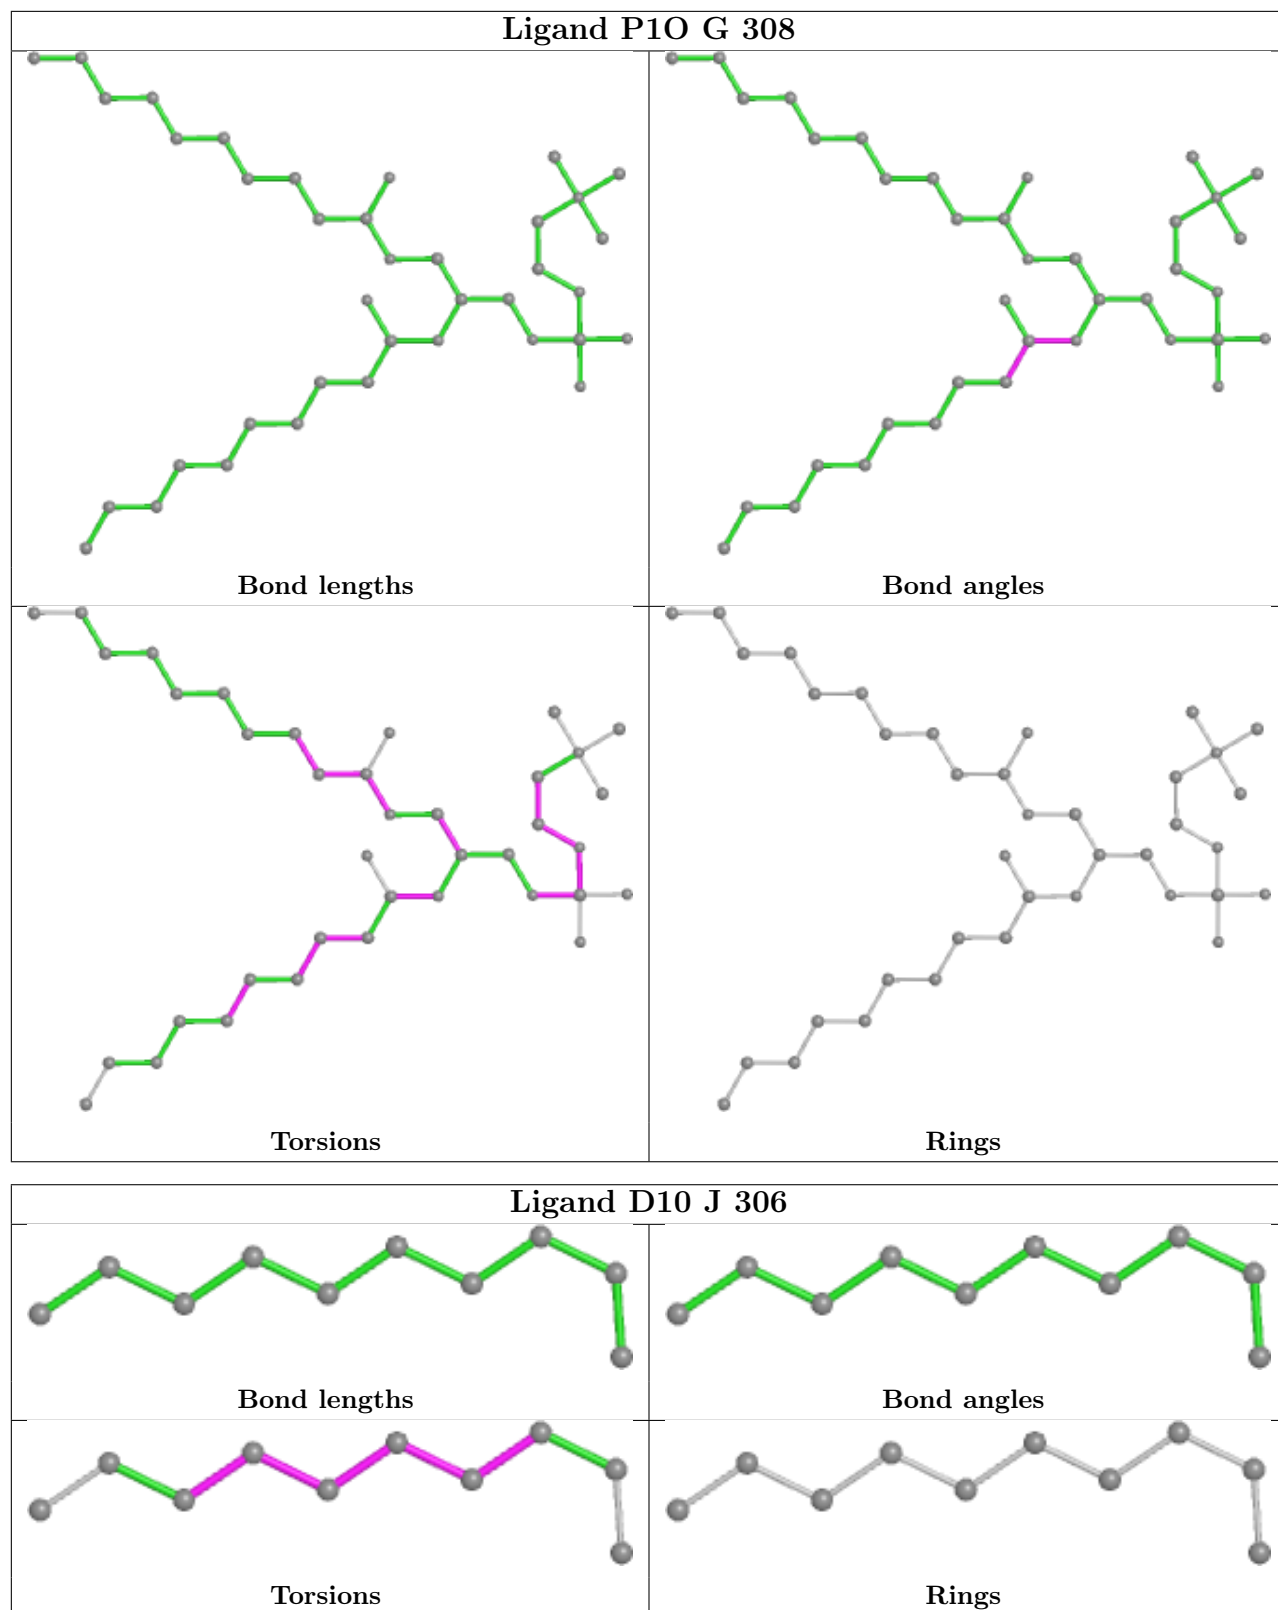 Ligand P1O G 308
Bond lengths
Bond angles
Torsions
Rings
Ligand D10 J 306
Bond lengths
Bond angles
Torsions
Rings